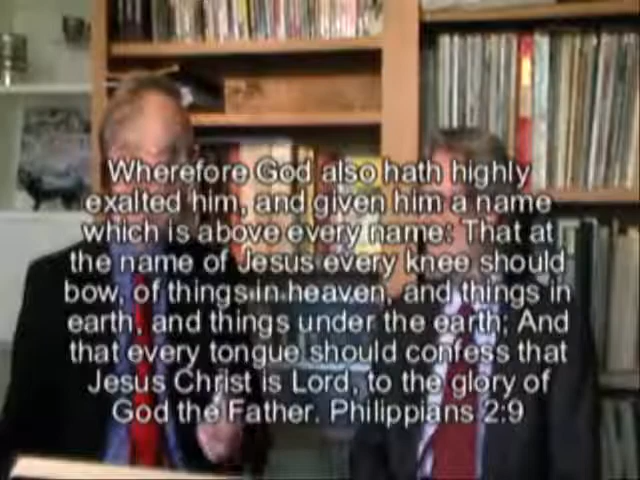 Wherefore God also hath highly
exalted him, and given him a name
which is above every name: That at
the name of Jesus every knee should
bow, of things in heaven, and things in
earth, and things under the earth; And
that every tongue should confess that
Jesus Christ is Lord, to the glory of
God the Father. Philippians 2:9